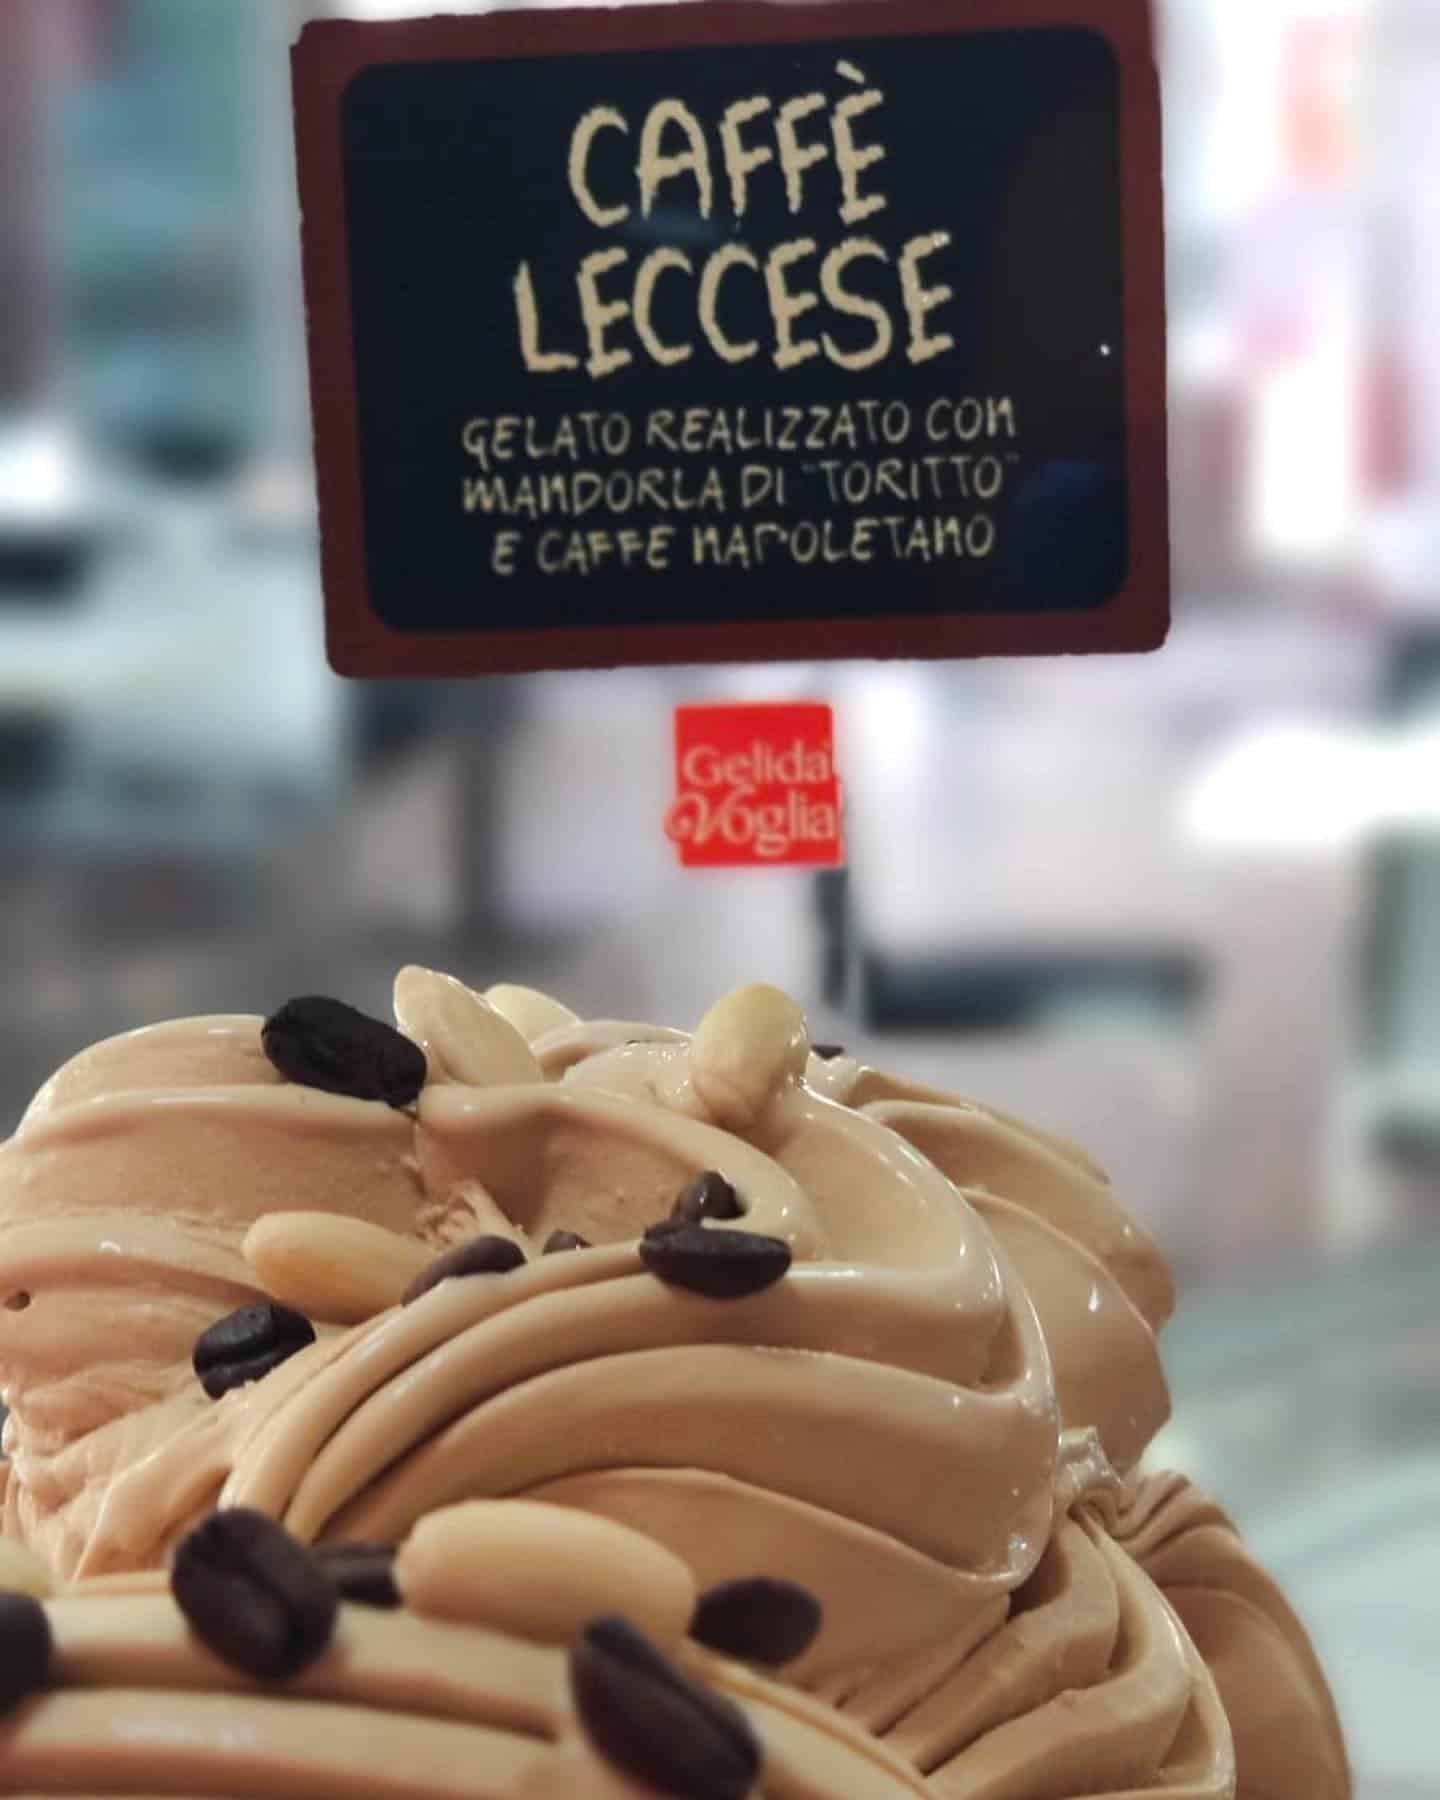 CAFFÈ
LECCESE
GELATO REALIZZATO CON
MANDORLA DI "TORITTO"
E CAFFE NAPOLETANO
Gelida
Voglia